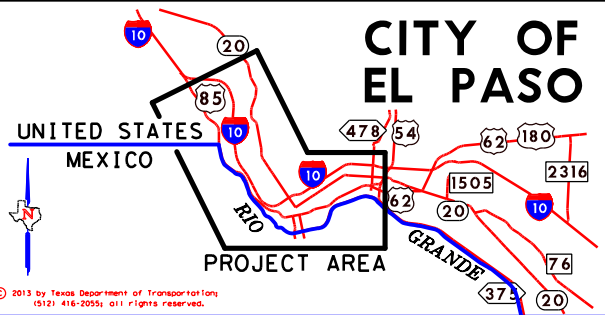 CITY OF
EL PASO
10
20
85
10
478
54
62
180
UNITED STATES
MEXICO
10
1505
2316
62
20
10
N
RIO
GRANDE
PROJECT AREA
76
375
20
© 2013 by Texas Department of Transportation;
(512) 416-2055; all rights reserved.